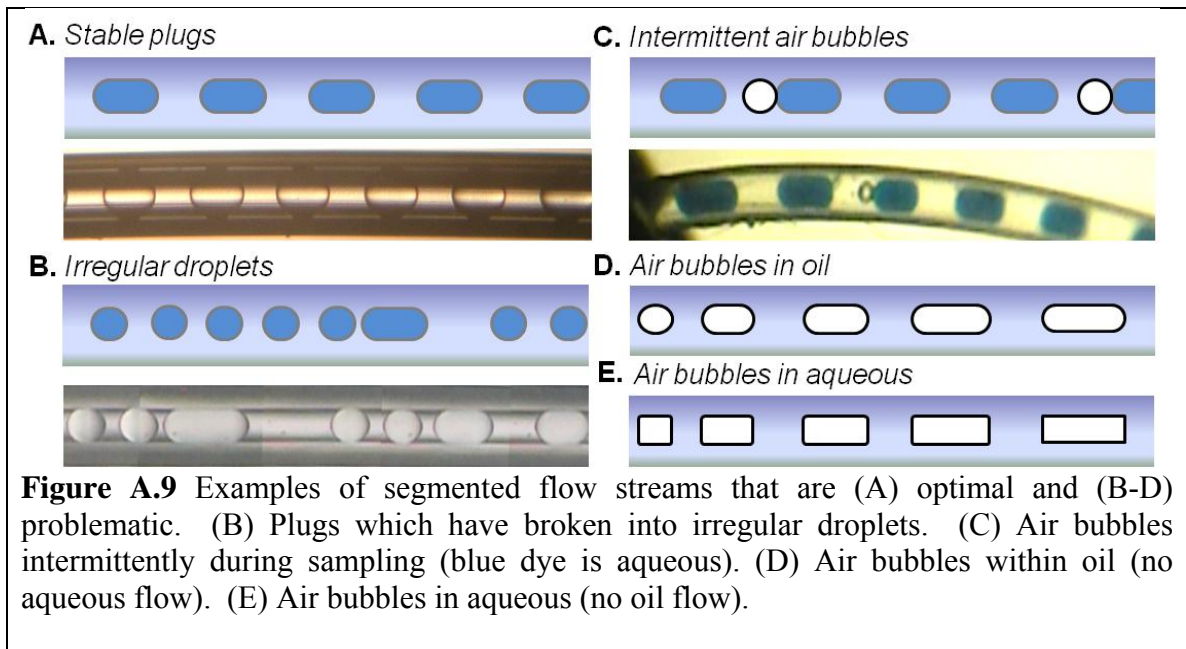 A. Stable plugs
B. Irregular droplets
C. Intermittent air bubbles
D. Air bubbles in oil
E. Air bubbles in aqueous
Figure A.9 Examples of segmented flow streams that are (A) optimal and (B-D)
problematic. (B) Plugs which have broken into irregular droplets. (C) Air bubbles
intermittently during sampling (blue dye is aqueous). (D) Air bubbles within oil (no
aqueous flow). (E) Air bubbles in aqueous (no oil flow).